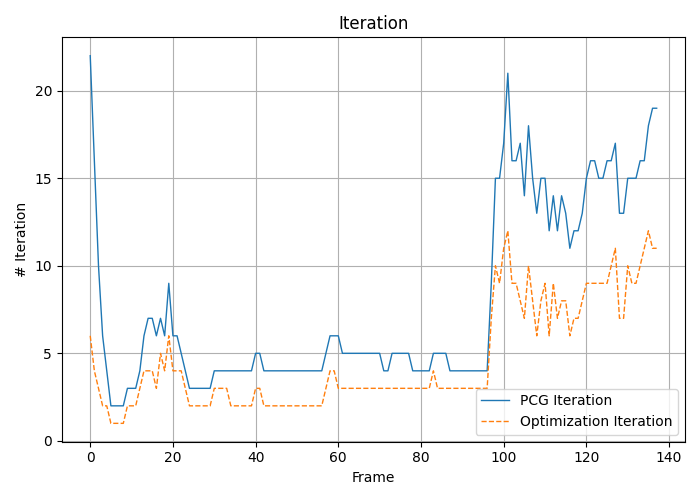 Iteration
# Iteration
20
15
10
5
0
0 20 40 60 80 100 120 140
Frame
PCG Iteration
Optimization Iteration